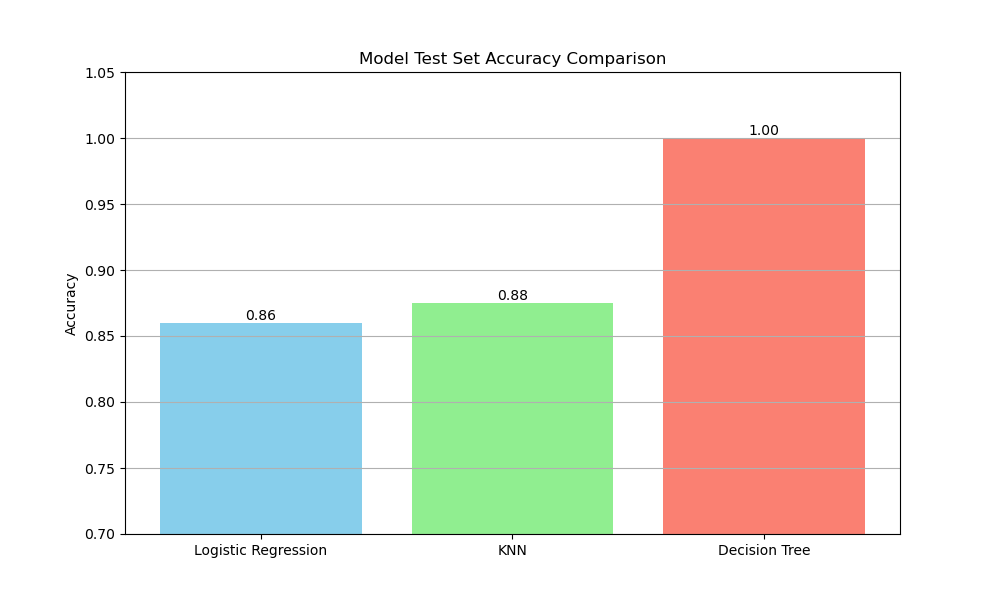 Model Test Set Accuracy Comparison
1.05
1.00
0.95
0.90
0.85
0.80
0.75
0.70
Accuracy
0.86
0.88
1.00
Logistic Regression
KNN
Decision Tree